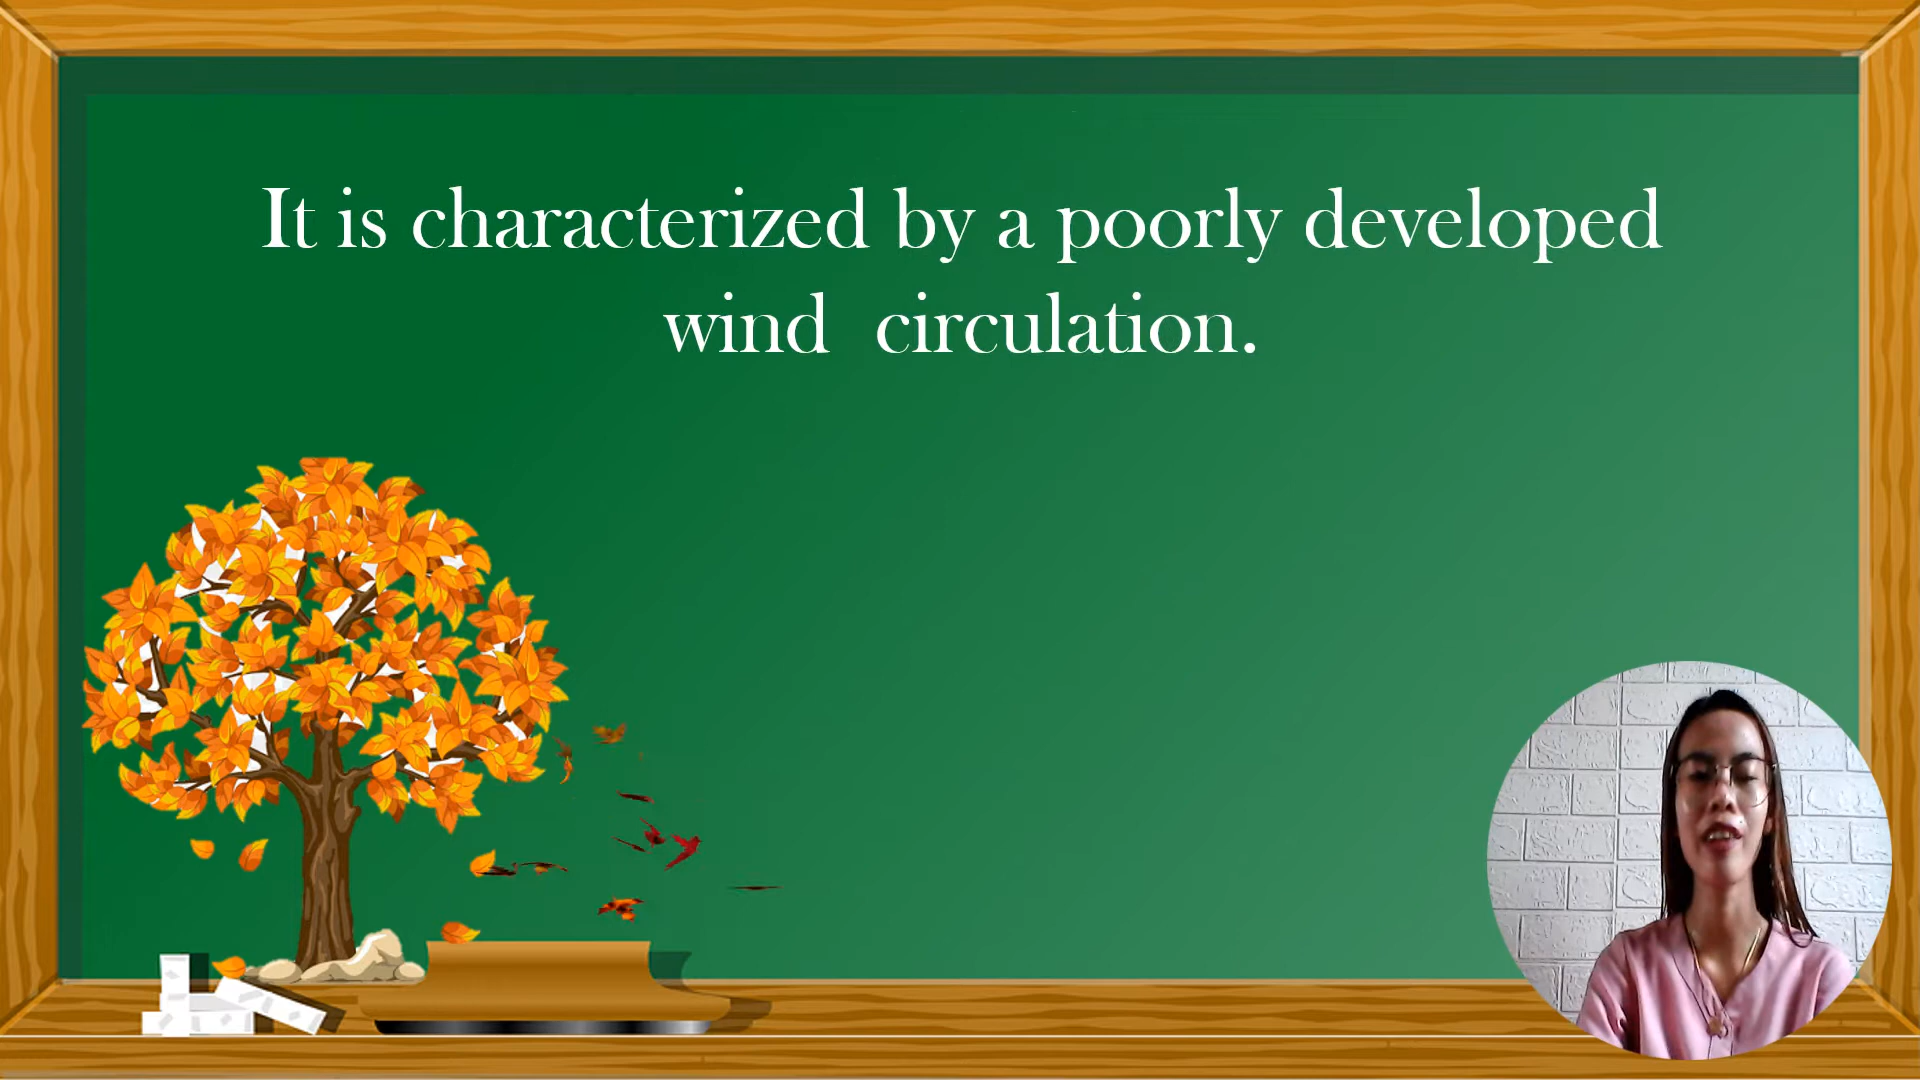 It is characterized by a poorly developed
wind circulation.